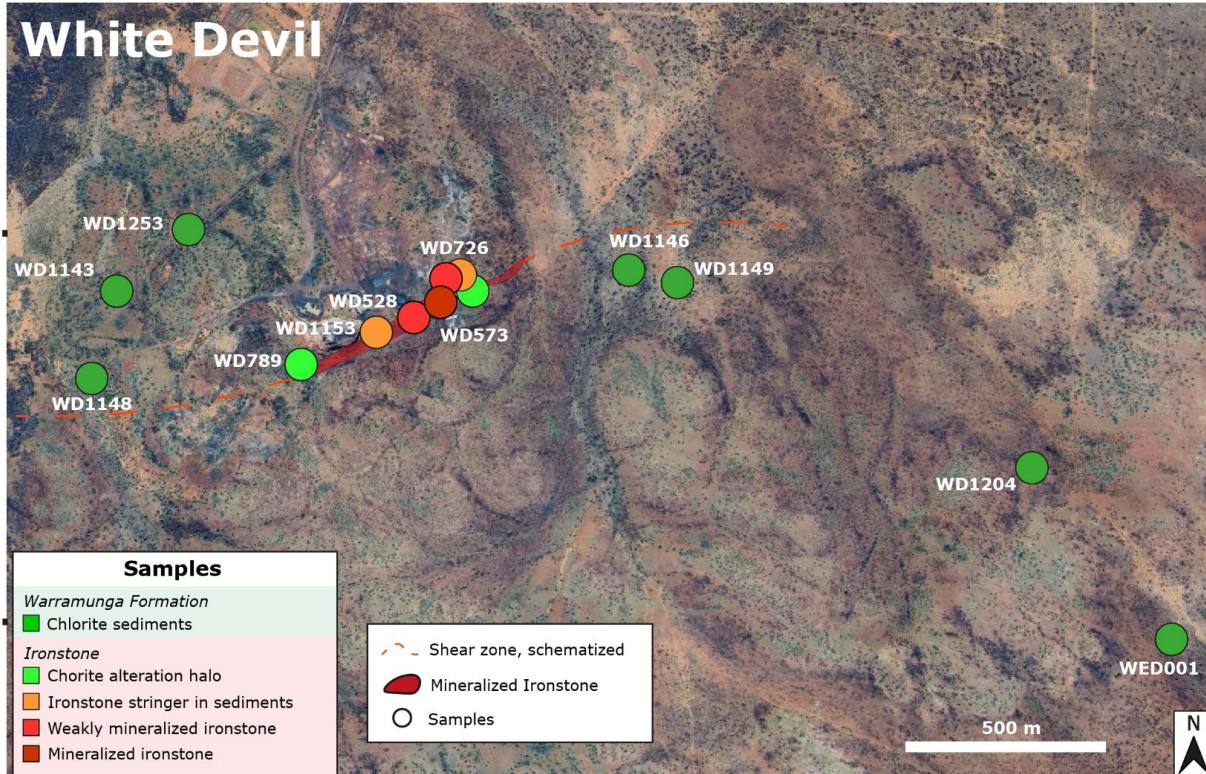 White Devil
WD1253
WD726
WD1146
WD1143
WD1149
WD528
WD1153
WD573
WD789
WD1148
WD1204
WED001
Samples
Warramunga Formation
Chlorite sediments
Ironstone
Chorite alteration halo
Ironstone stringer in sediments
Weakly mineralized ironstone
Mineralized ironstone
Shear zone, schematized
Mineralized Ironstone
Samples
500 m
N